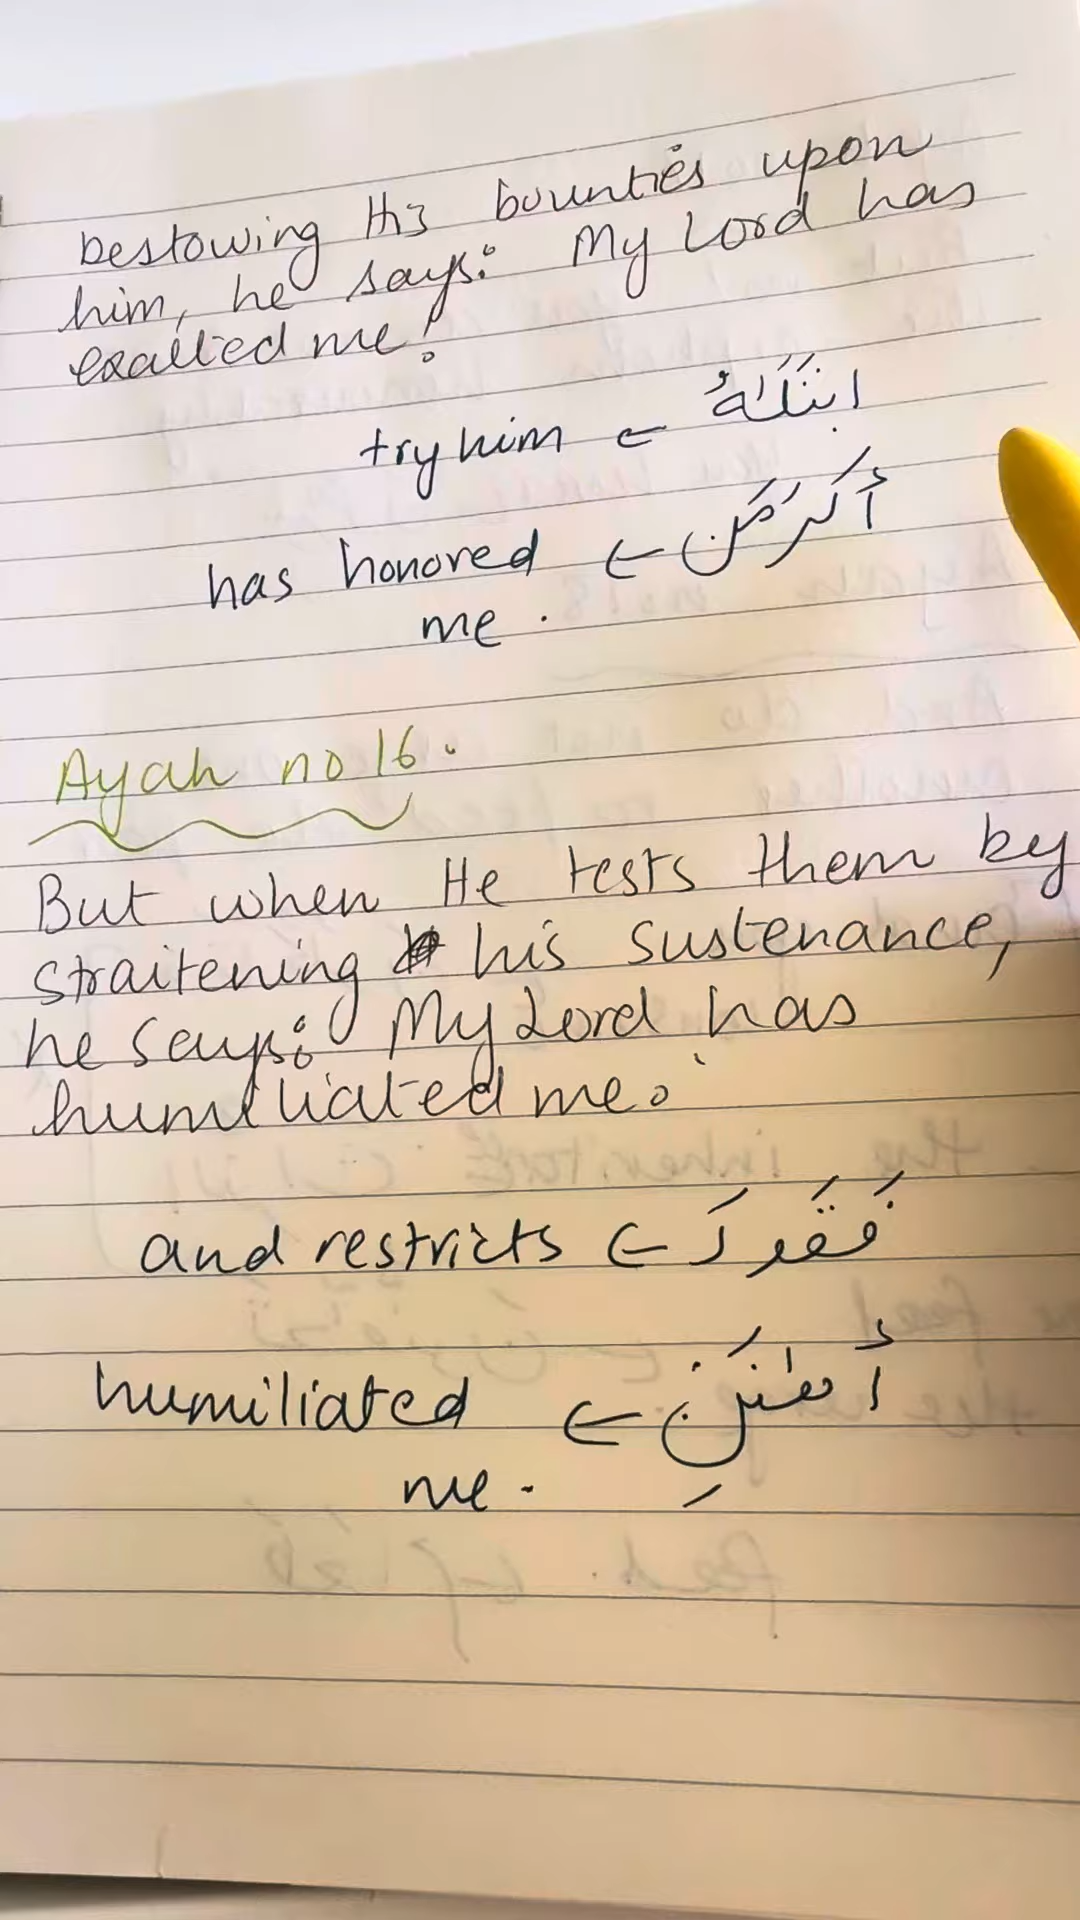 bestowing His bounties upon
him, he says: My Lord has
exalted me!
try him ← ابْتَلَىٰهُ
has honored ← أَكْرَمَنِ
me.
Ayah no 16.
But when He tests them by
straitening his sustenance,
he says: My Lord has
humiliated me.
and restricts ← فَقَدَرَ
humiliated ← أَهَٰنَنِ
me.